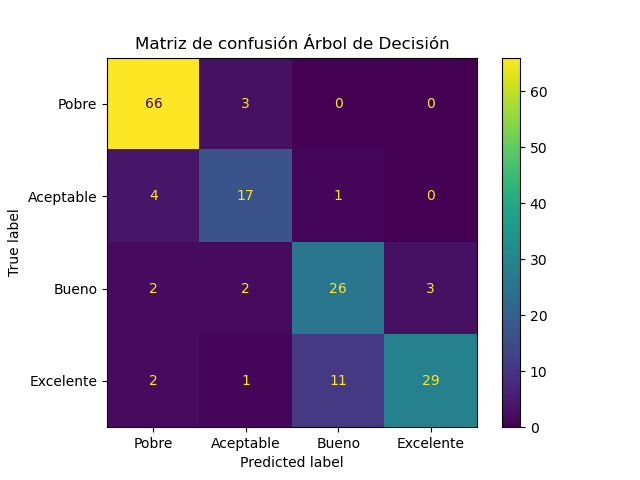 Matriz de confusión Árbol de Decisión
True label
Pobre 66 3 0 0
Aceptable 4 17 1 0
Bueno 2 2 26 3
Excelente 2 1 11 29
Pobre Aceptable Bueno Excelente
Predicted label
60
50
40
30
20
10
0